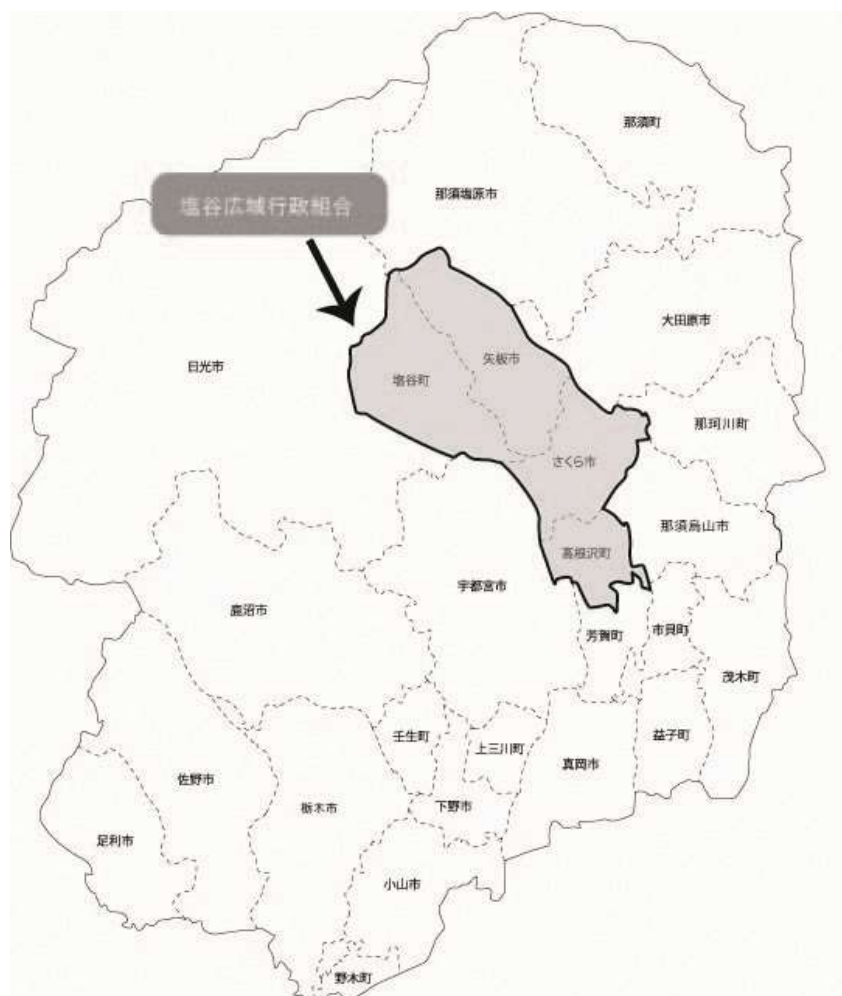 那須町
那須塩原市
塩谷広域行政組合
大田原市
矢板市
日光市
塩谷町
那珂川町
さくら市
那須烏山市
高根沢町
宇都宮市
鹿沼市
芳賀町
市貝町
茂木町
壬生町
上三川町
益子町
真岡市
佐野市
栃木市
下野市
足利市
小山市
野木町